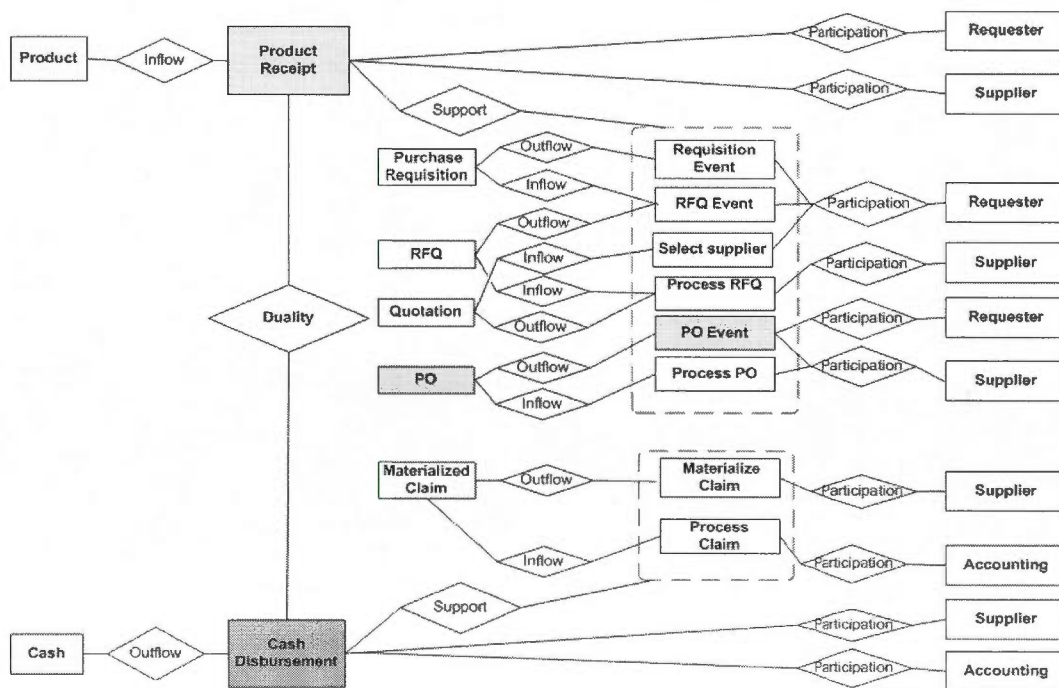 Product
Inflow
Product
Receipt
Participation
Requester
Participation
Supplier
Support
Purchase
Requisition
Outflow
Inflow
Requisition
Event
RFQ Event
Participation
Requester
RFQ
Outflow
Inflow
Select supplier
Inflow
Process RFQ
Participation
Supplier
Quotation
Outflow
Duality
PO Event
Participation
Requester
PO
Outflow
Inflow
Process PO
Participation
Supplier
Materialized
Claim
Outflow
Materialize
Claim
Participation
Supplier
Inflow
Process
Claim
Participation
Accounting
Support
Cash
Outflow
Cash
Disbursement
Participation
Supplier
Participation
Accounting